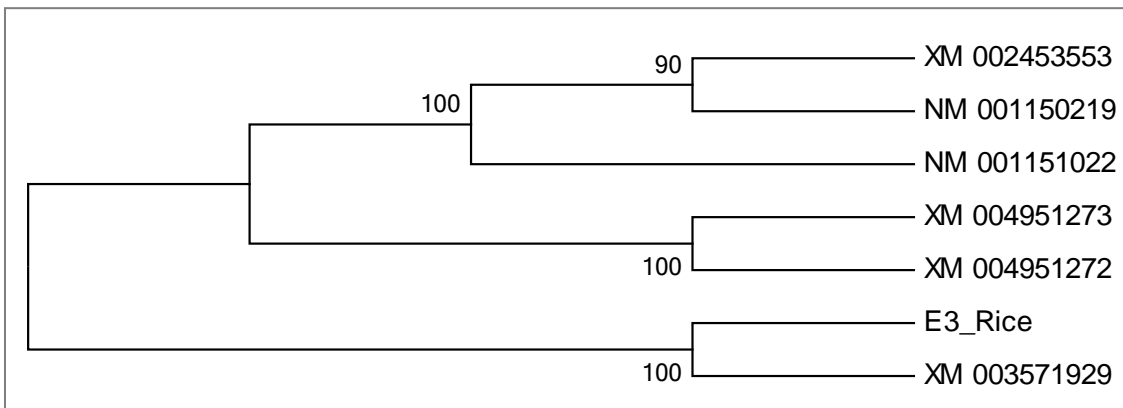 XM 002453553
90
NM 001150219
100
NM 001151022
XM 004951273
100
XM 004951272
E3_Rice
100
XM 003571929